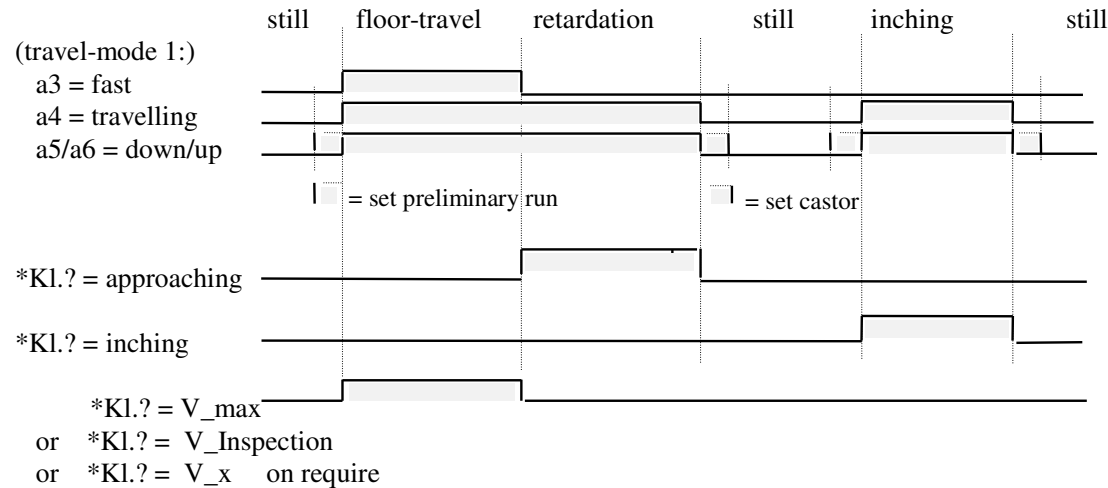 still floor-travel retardation still inching still
(travel-mode 1:)
a3 = fast
a4 = travelling
a5/a6 = down/up
= set preliminary run = set castor
*Kl.? = approaching
*Kl.? = inching
*Kl.? = V_max
or *Kl.? = V_Inspection
or *Kl.? = V_x on require